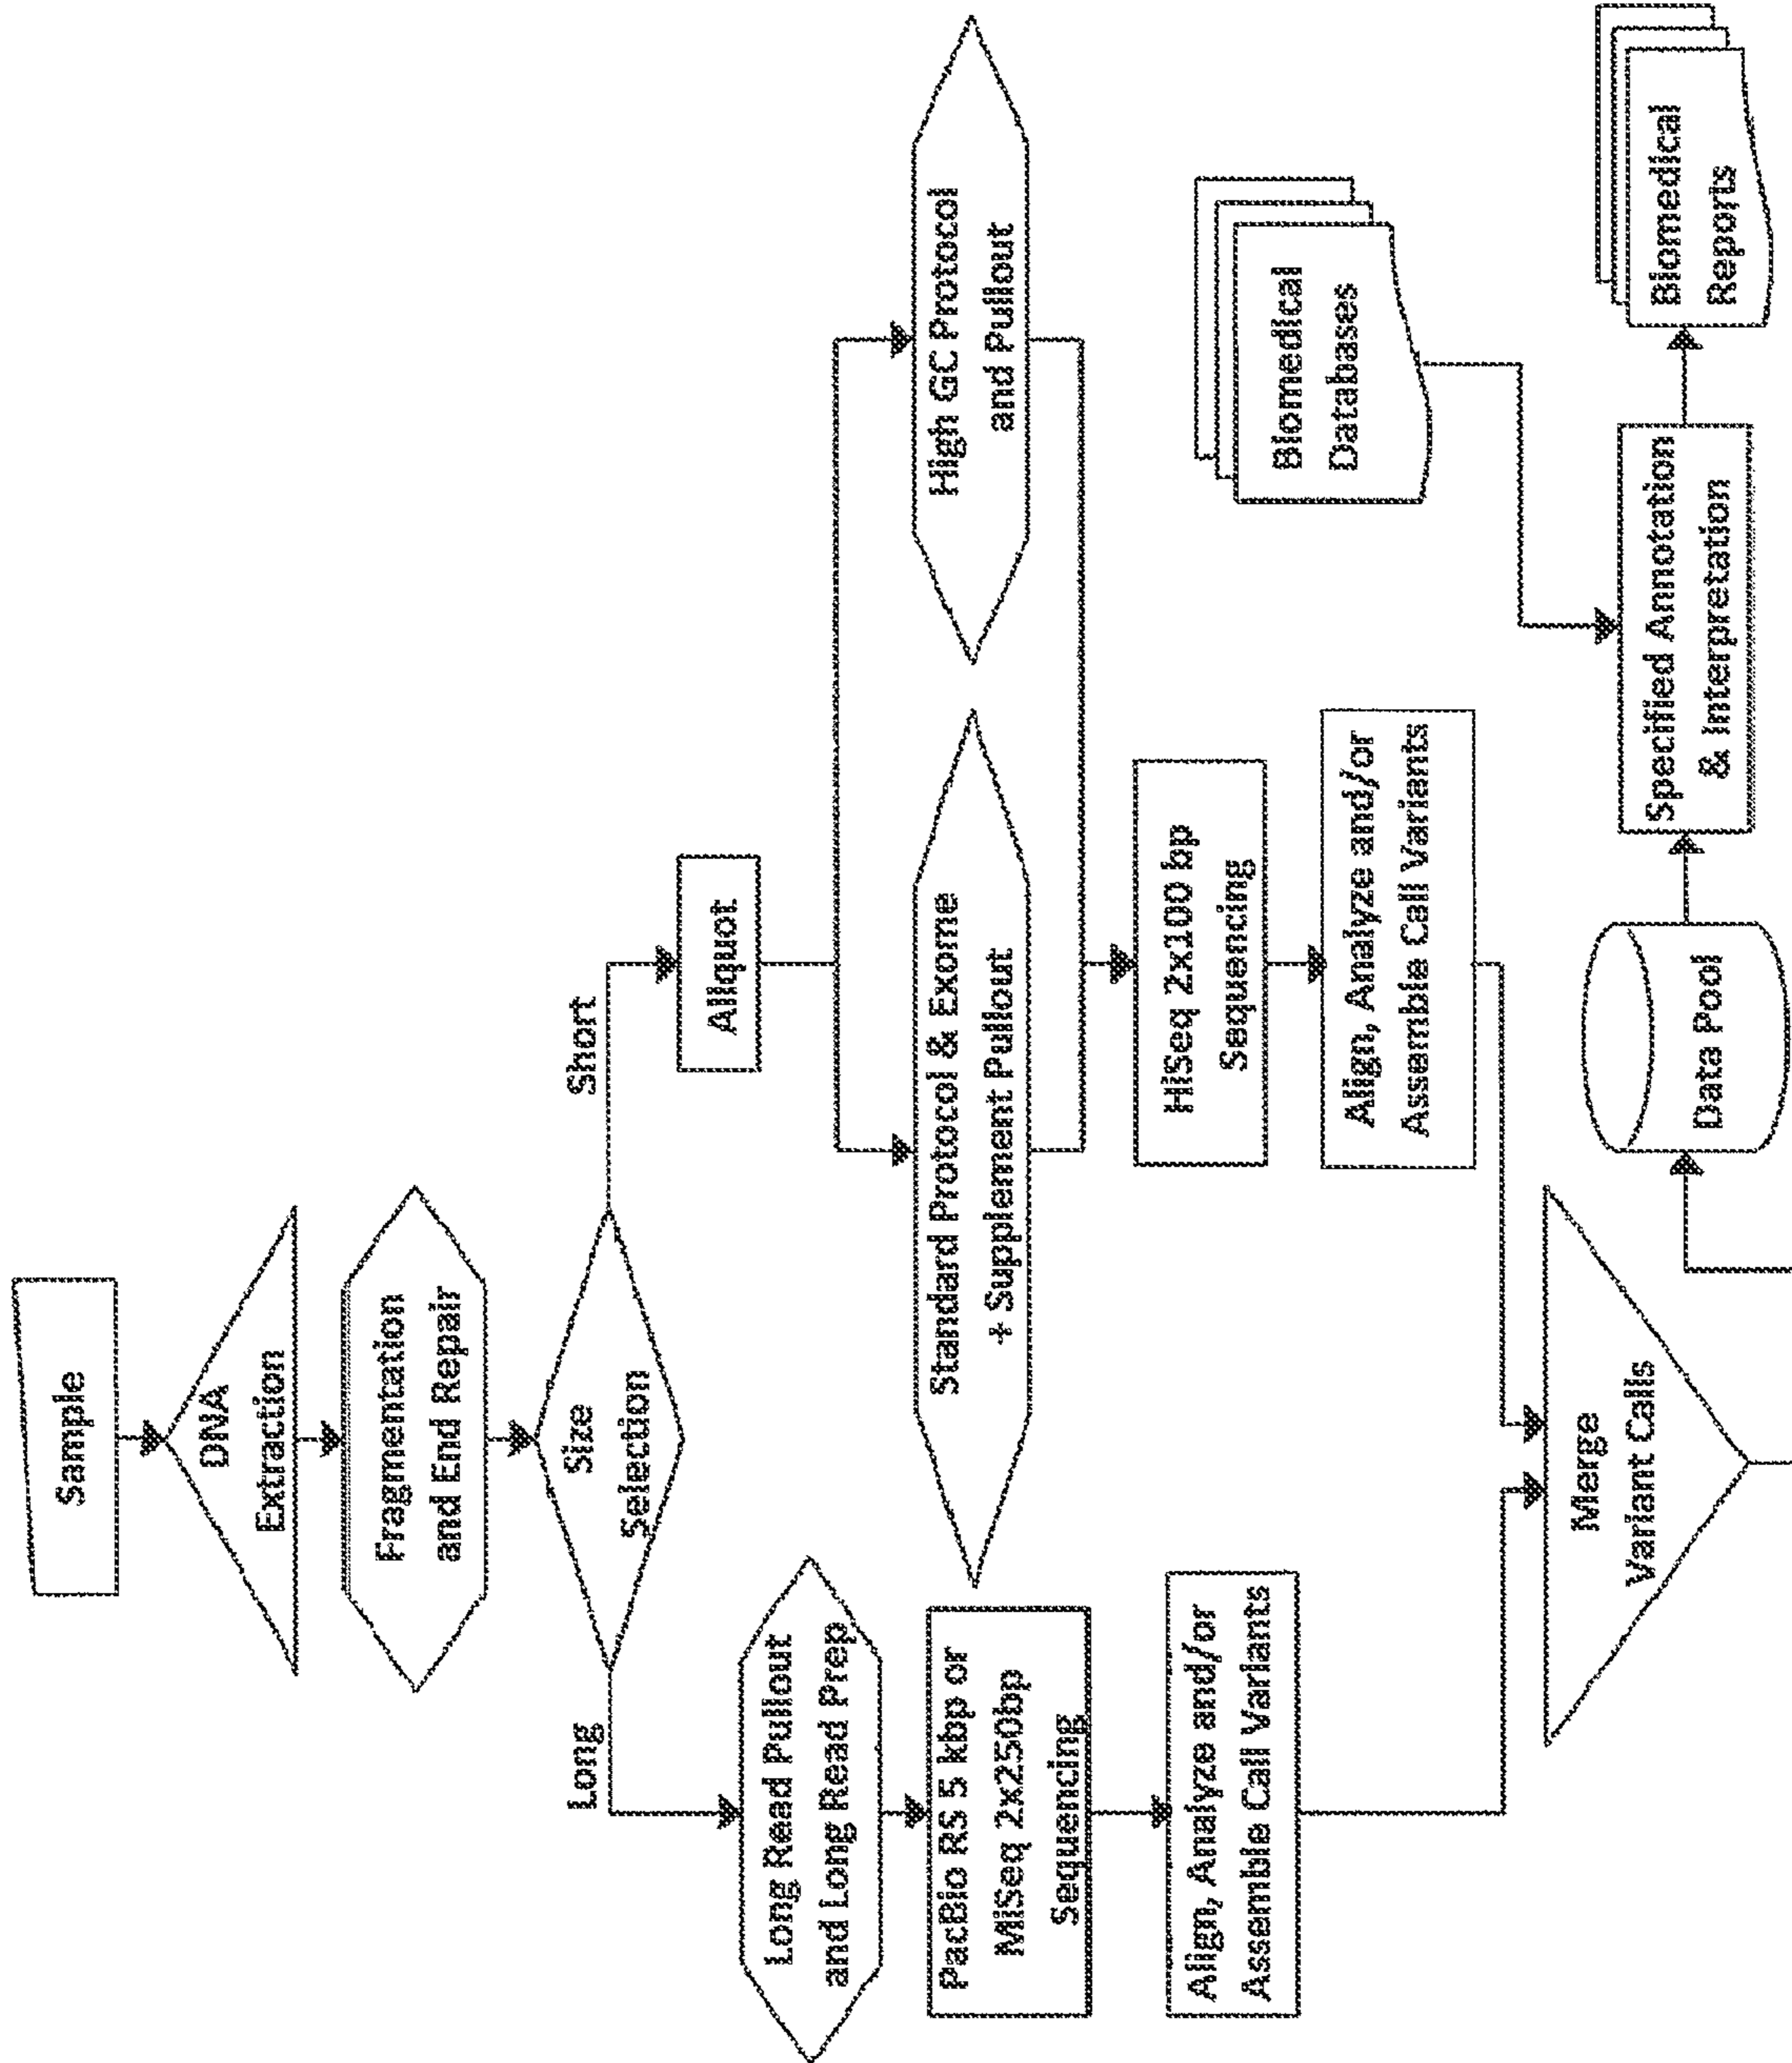 Sample
DNA
Extraction
Fragmentation
and End Repair
Size
Selection
Long
Short
Long Read Pullout
and Long Read Prep
PacBio RS 5 kbp or
MiSeq 2x250bp
Sequencing
Align, Analyze and/or
Assemble Call Variants
Aliquot
Standard Protocol & Exome
+ Supplement Pullout
High GC Protocol
and Pullout
HiSeq 2x100 bp
Sequencing
Align, Analyze and/or
Assemble Call Variants
Merge
Variant Calls
Data Pool
Biomedical
Databases
Specified Annotation
& Interpretation
Biomedical
Reports